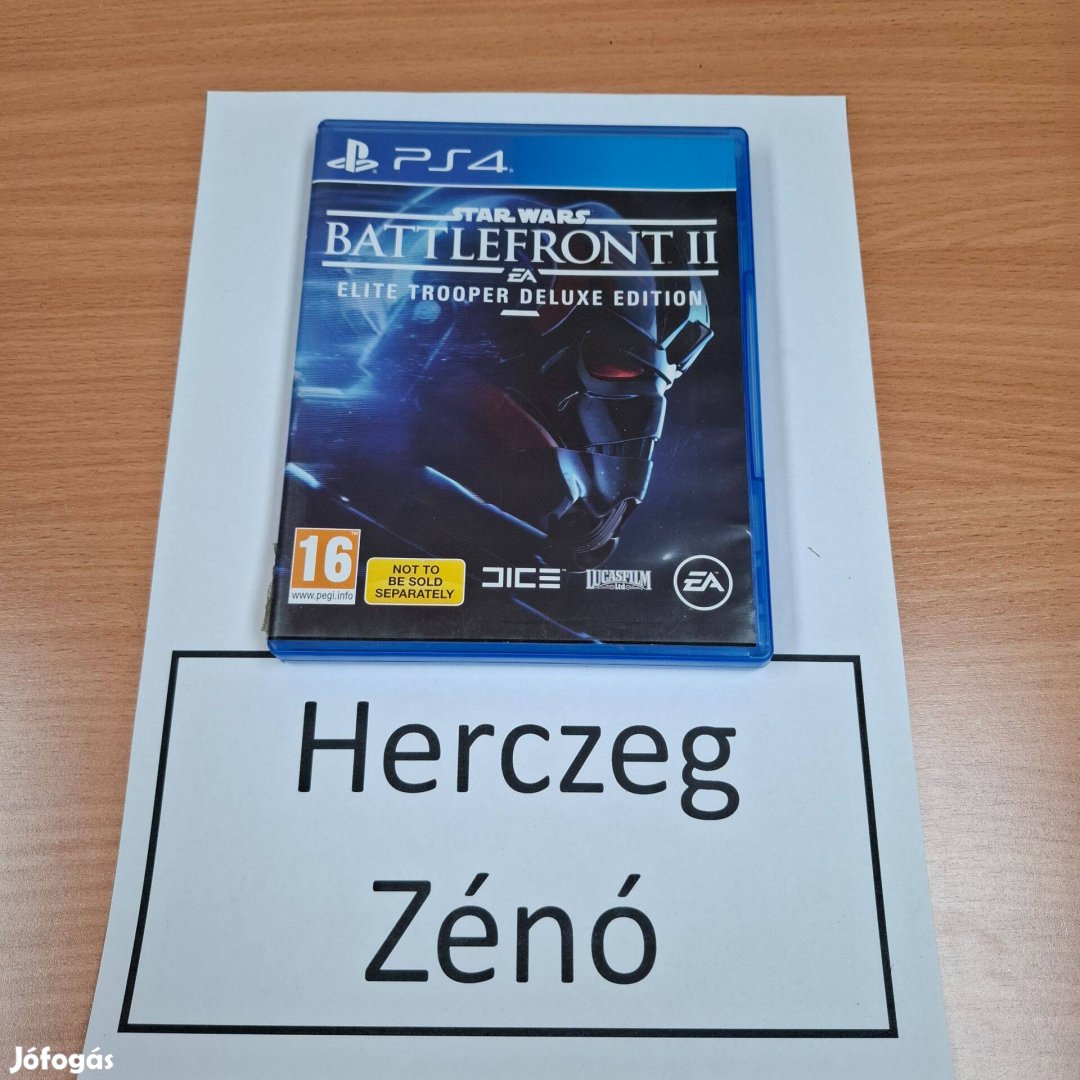 PS4
STAR WARS
BATTLEFRONT II
EA
ELITE TROOPER DELUXE EDITION
16
www.pegi.info
NOT TO
BE SOLD
SEPARATELY
DICE
LUCASFILM
Ltd
EA
Herczeg
Zénó
Jófogás